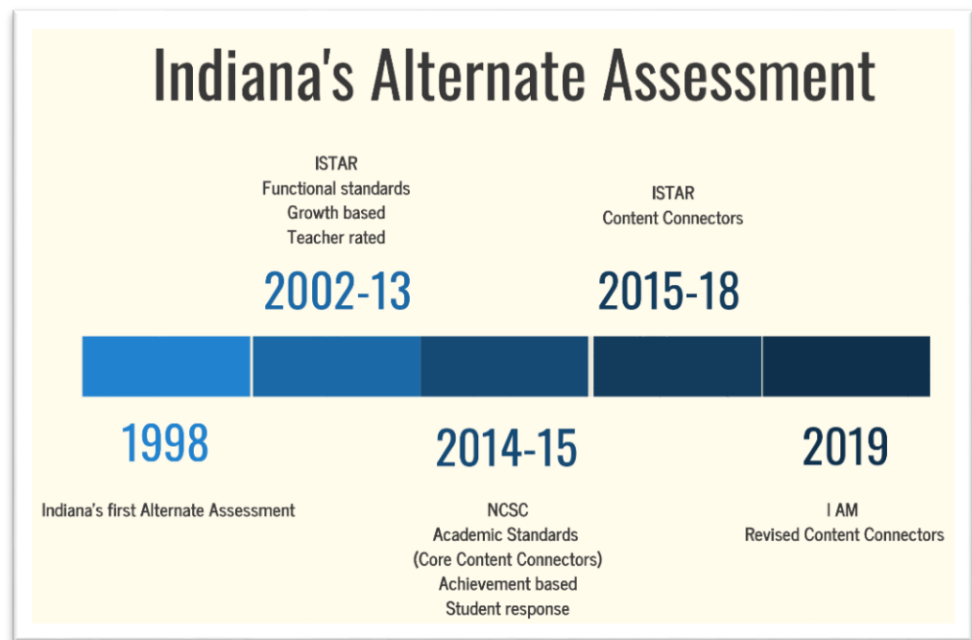 Indiana's Alternate Assessment
1998
Indiana's first Alternate Assessment
ISTAR
Functional standards
Growth based
Teacher rated
2002-13
2014-15
NCSC
Academic Standards
(Core Content Connectors)
Achievement based
Student response
ISTAR
Content Connectors
2015-18
2019
I AM
Revised Content Connectors